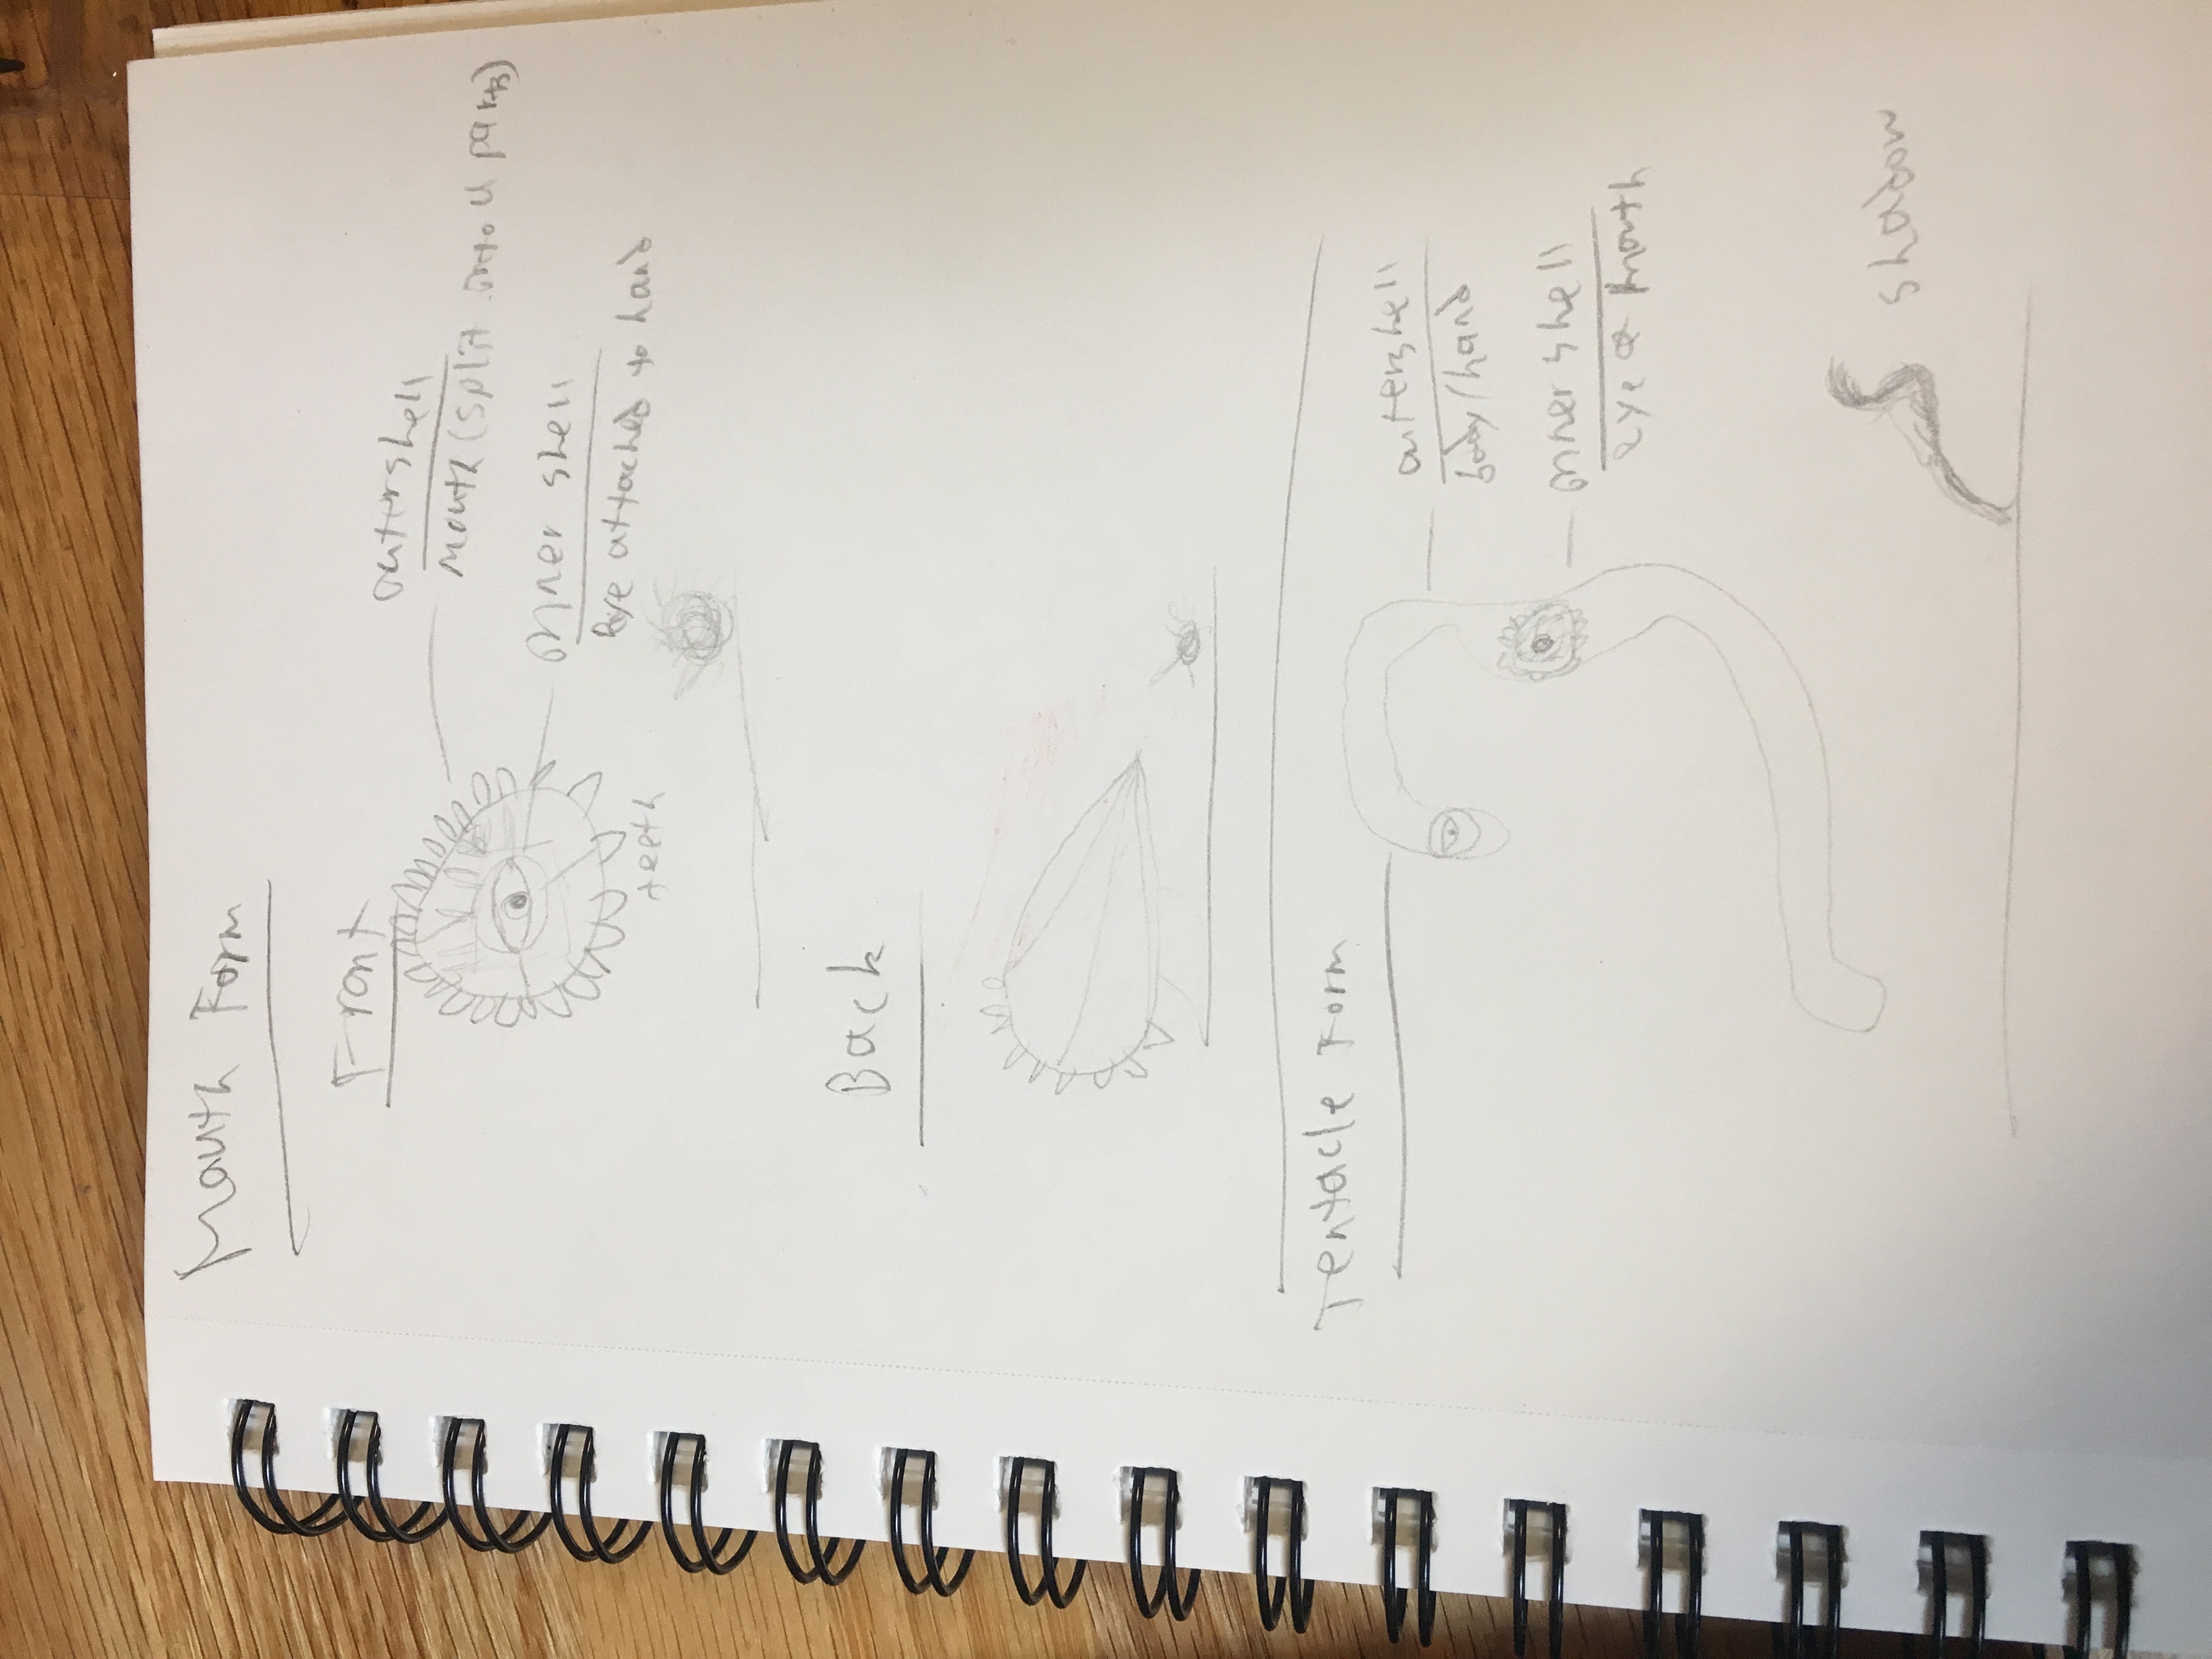 Mouth Form
Front
outershell
mouth (split into 4 parts)
inner shell
eye attached to hand
teeth
Back
Tentacle Form
outershell
body/hand
inner shell
eye & mouth
shadow